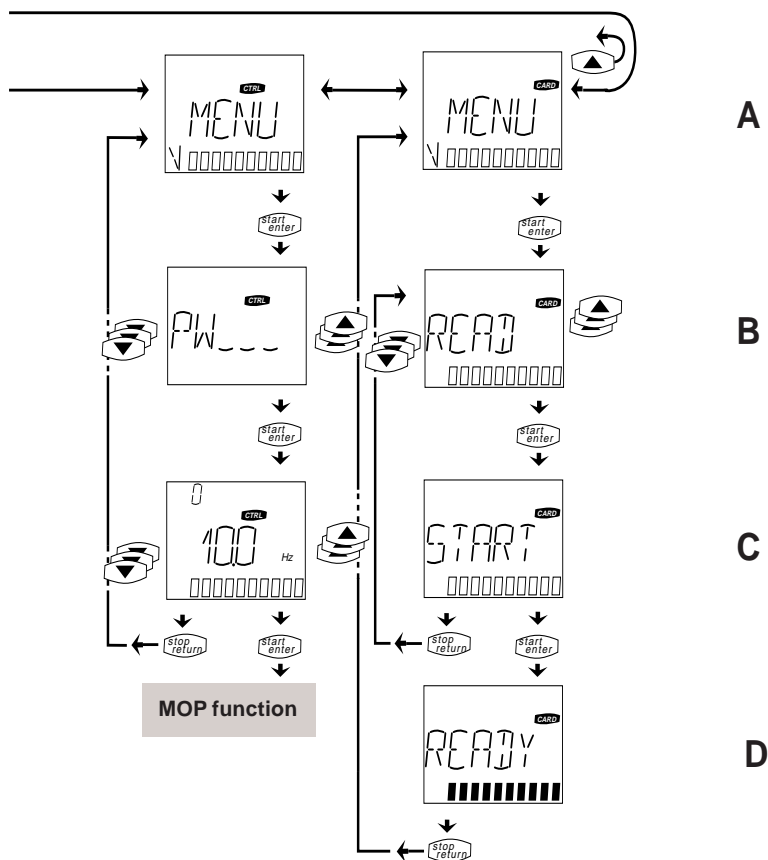 CTRL
MENU
V
CARD
MENU
V
A
start
enter
start
enter
CTRL
PW_ _ _
CARD
READ
B
start
enter
start
enter
0
CTRL
10.0
Hz
CARD
START
C
stop
return
start
enter
stop
return
start
enter
MOP function
CARD
READY
D
stop
return